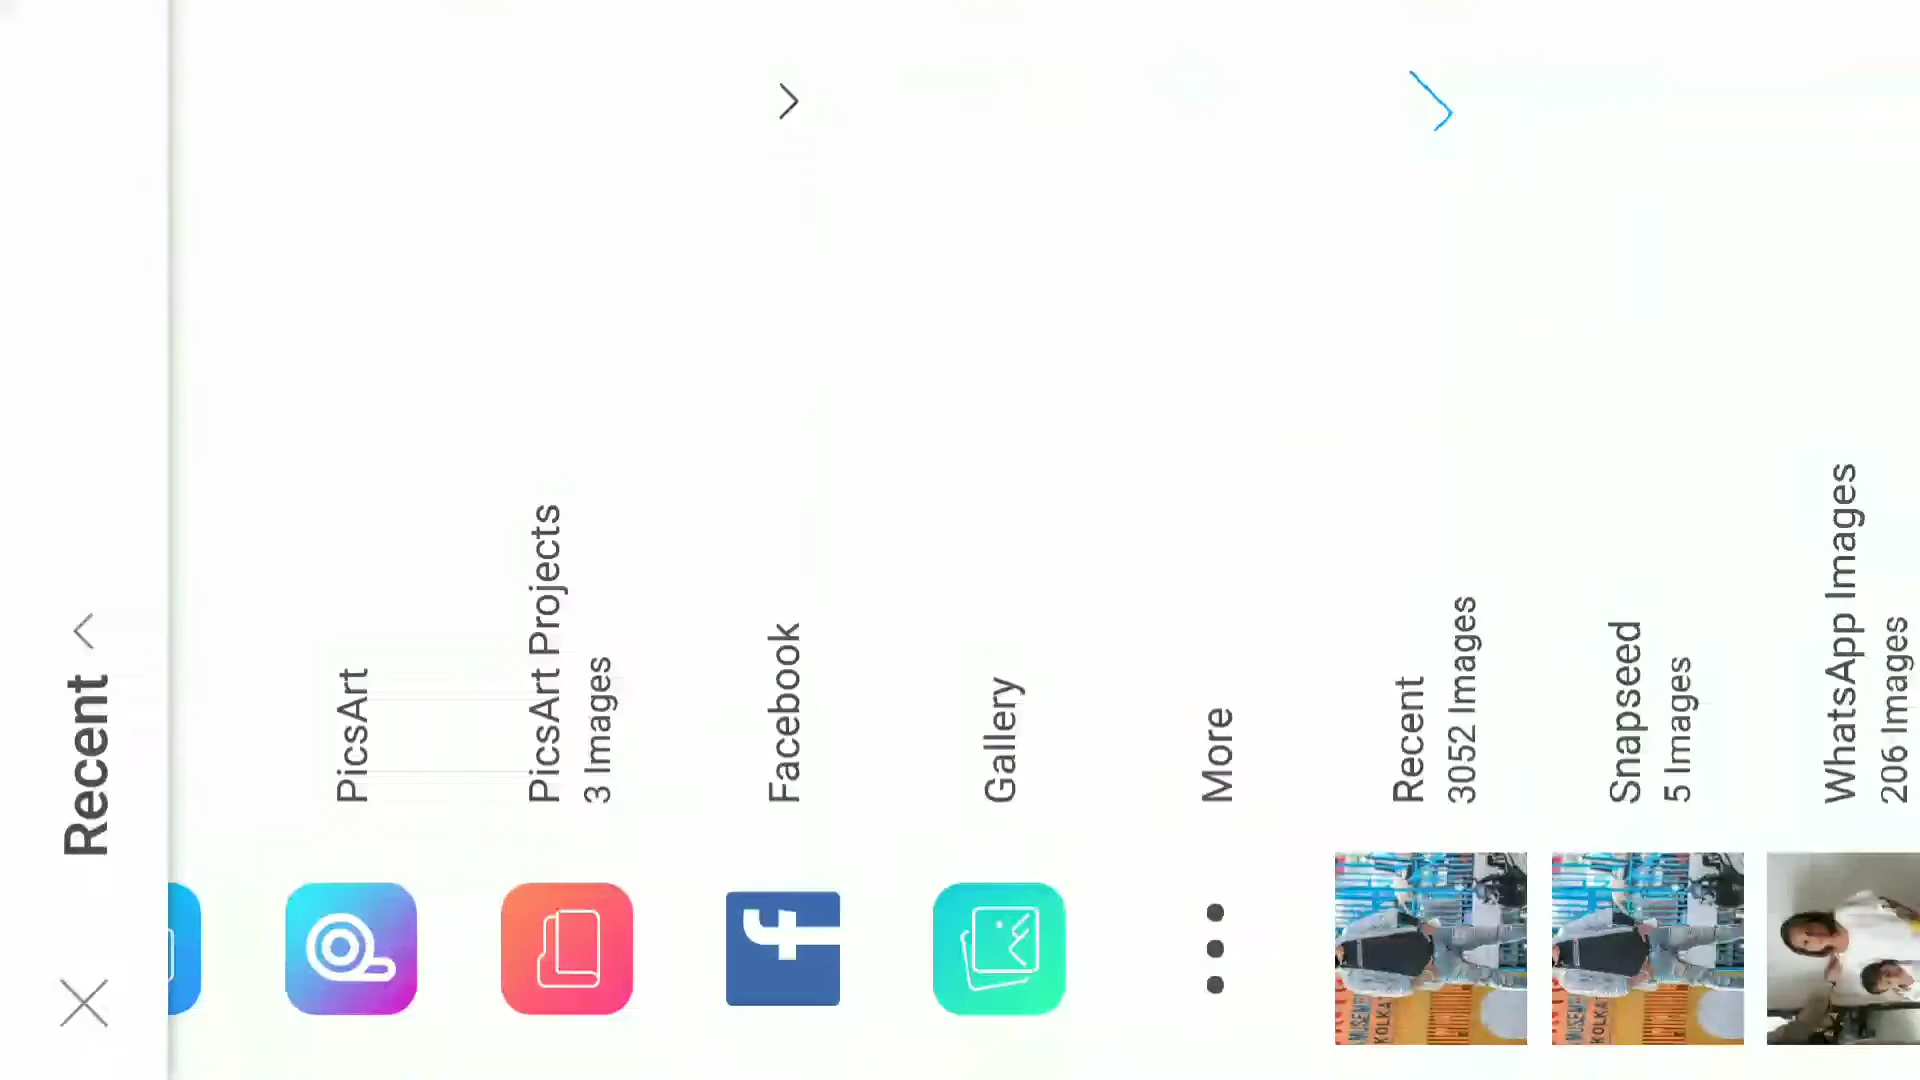 Recent
PicsArt
PicsArt Projects
3 Images
Facebook
Gallery
More
Recent
3052 Images
Snapseed
5 Images
WhatsApp Images
206 Images